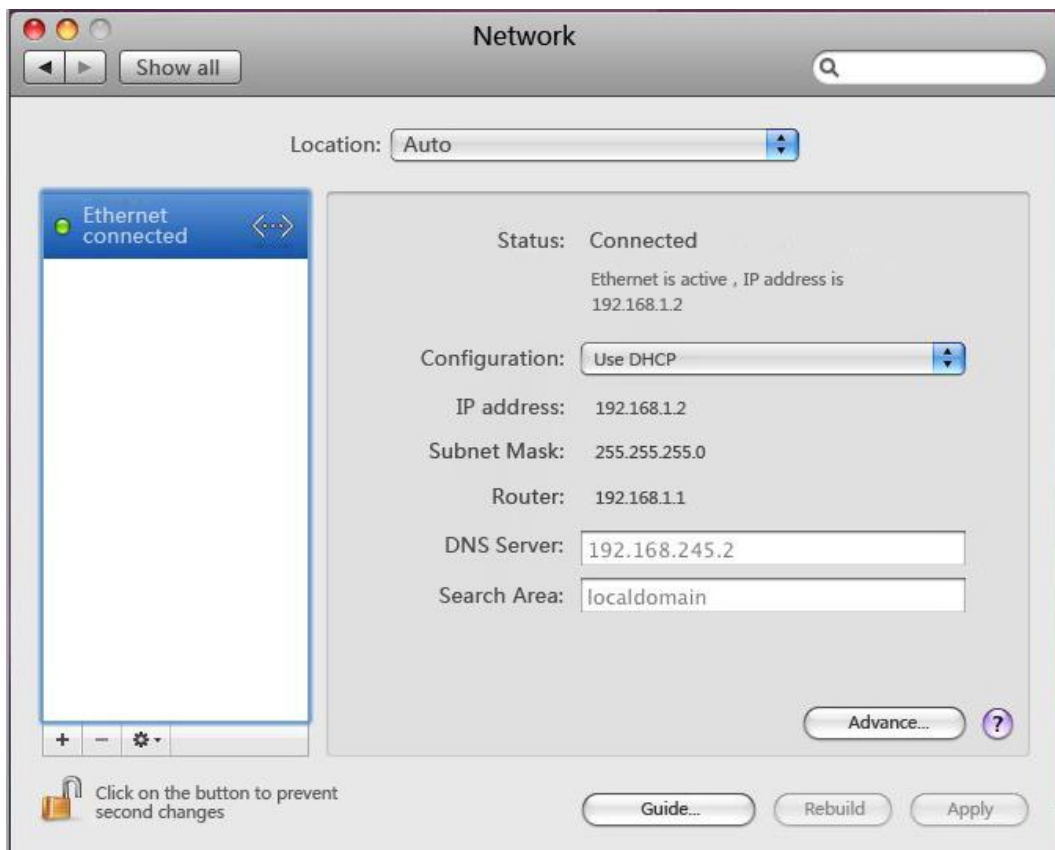 Network
Show all
Location: Auto
Ethernet
connected
Status: Connected
Ethernet is active , IP address is
192.168.1.2
Configuration: Use DHCP
IP address: 192.168.1.2
Subnet Mask: 255.255.255.0
Router: 192.168.1.1
DNS Server: 192.168.245.2
Search Area: localdomain
Advance... ?
+ −
Click on the button to prevent
second changes
Guide... Rebuild Apply